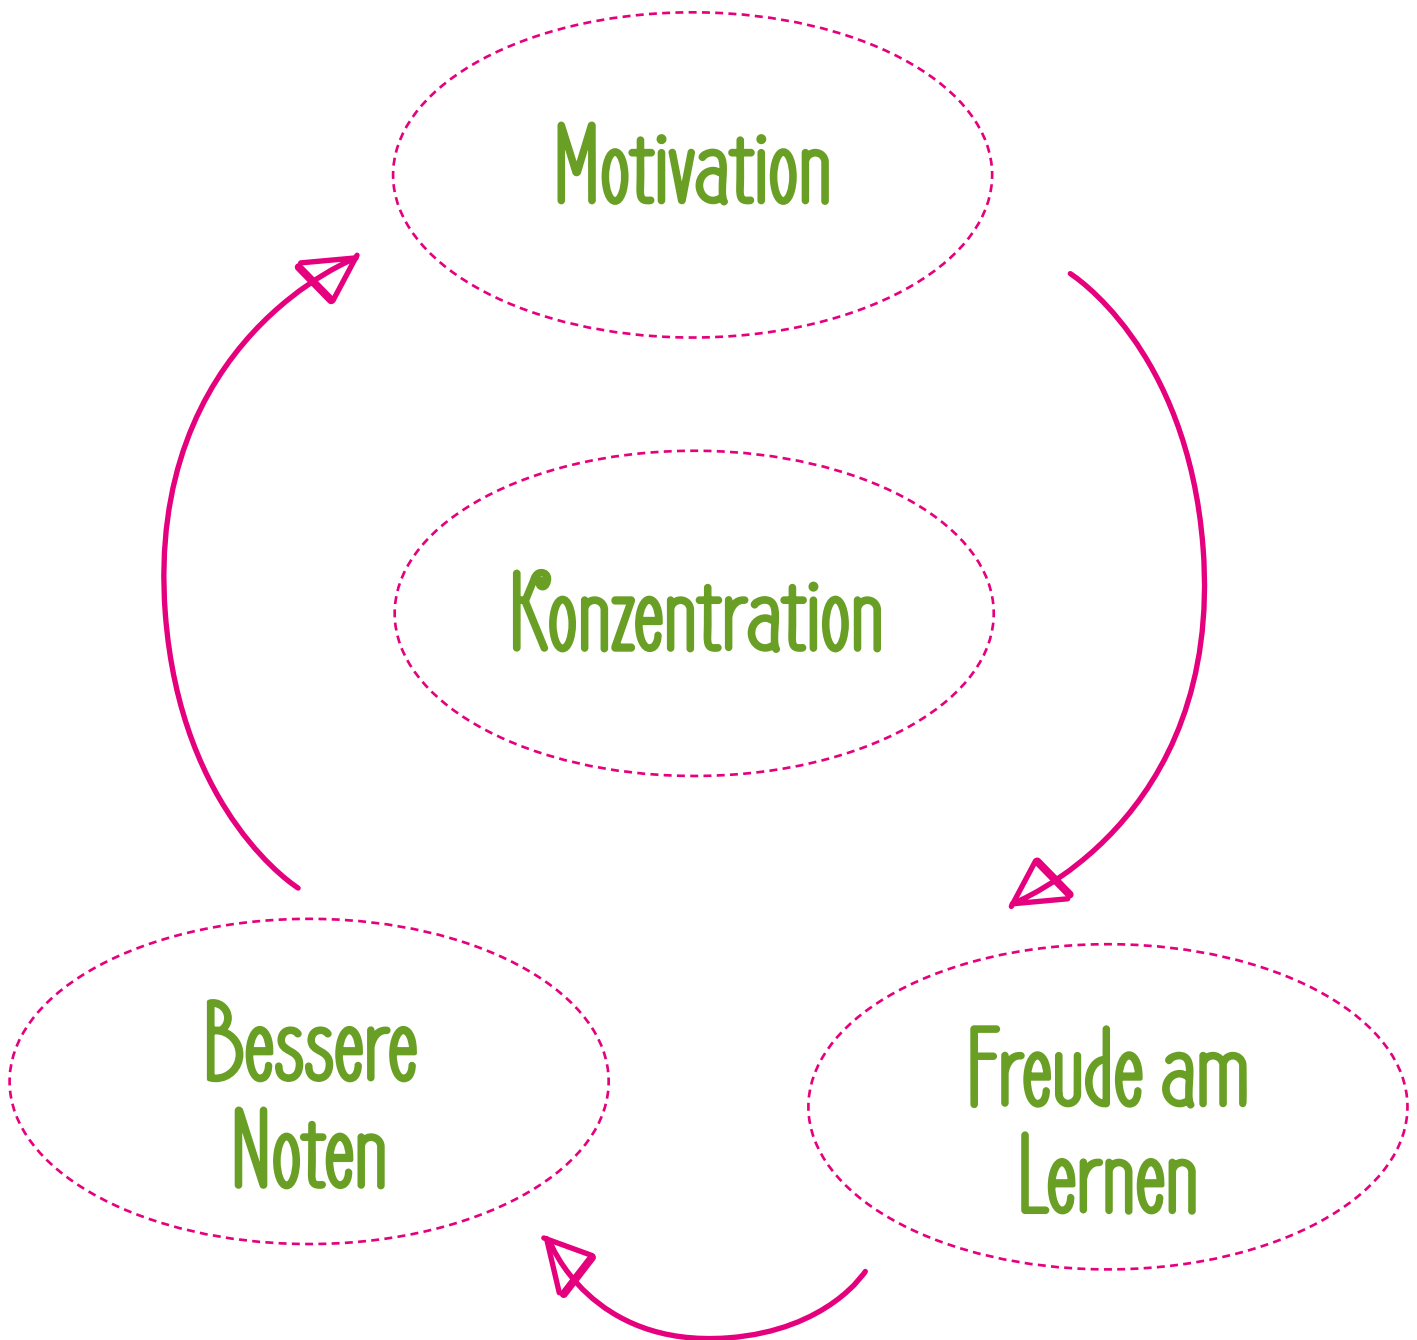 Motivation
Konzentration
Bessere
Noten
Freude am
Lernen